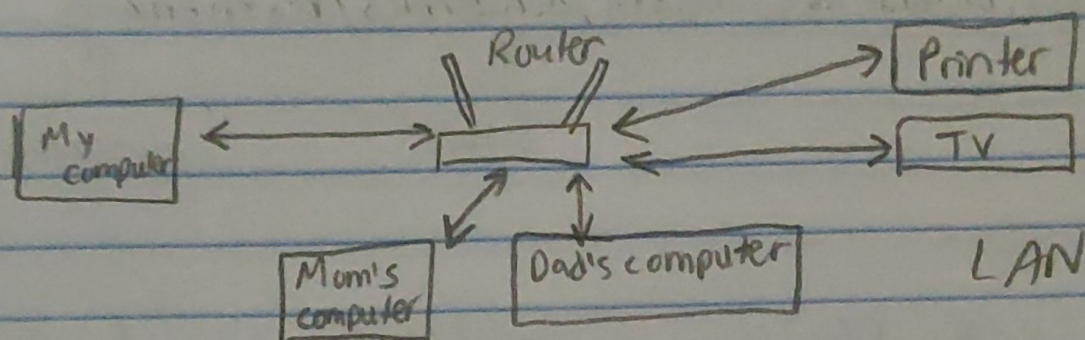 Router
Printer
My
computer
TV
Mom's
computer
Dad's computer
LAN